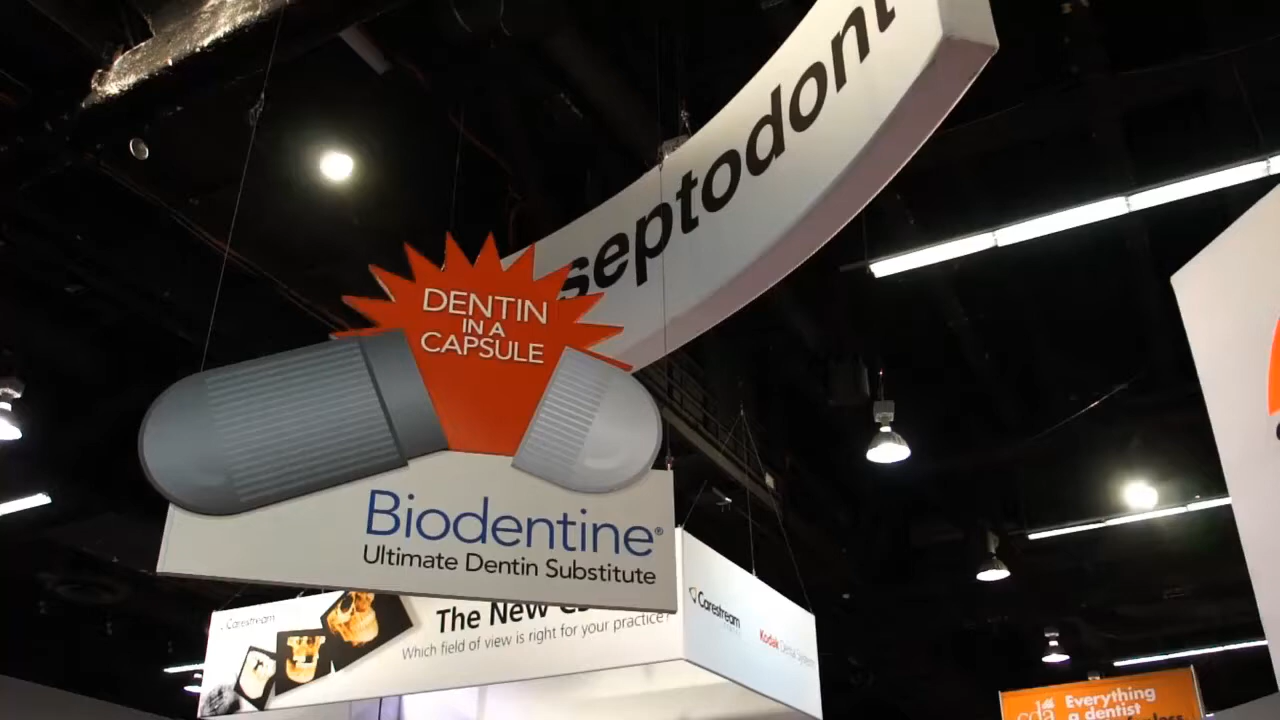 septodont
DENTIN
IN A
CAPSULE
Biodentine®
Ultimate Dentin Substitute
Carestream
The New
Which field of view is right for your practice?
Carestream
Kodak Dental Systems
cda
Everything
a dentist